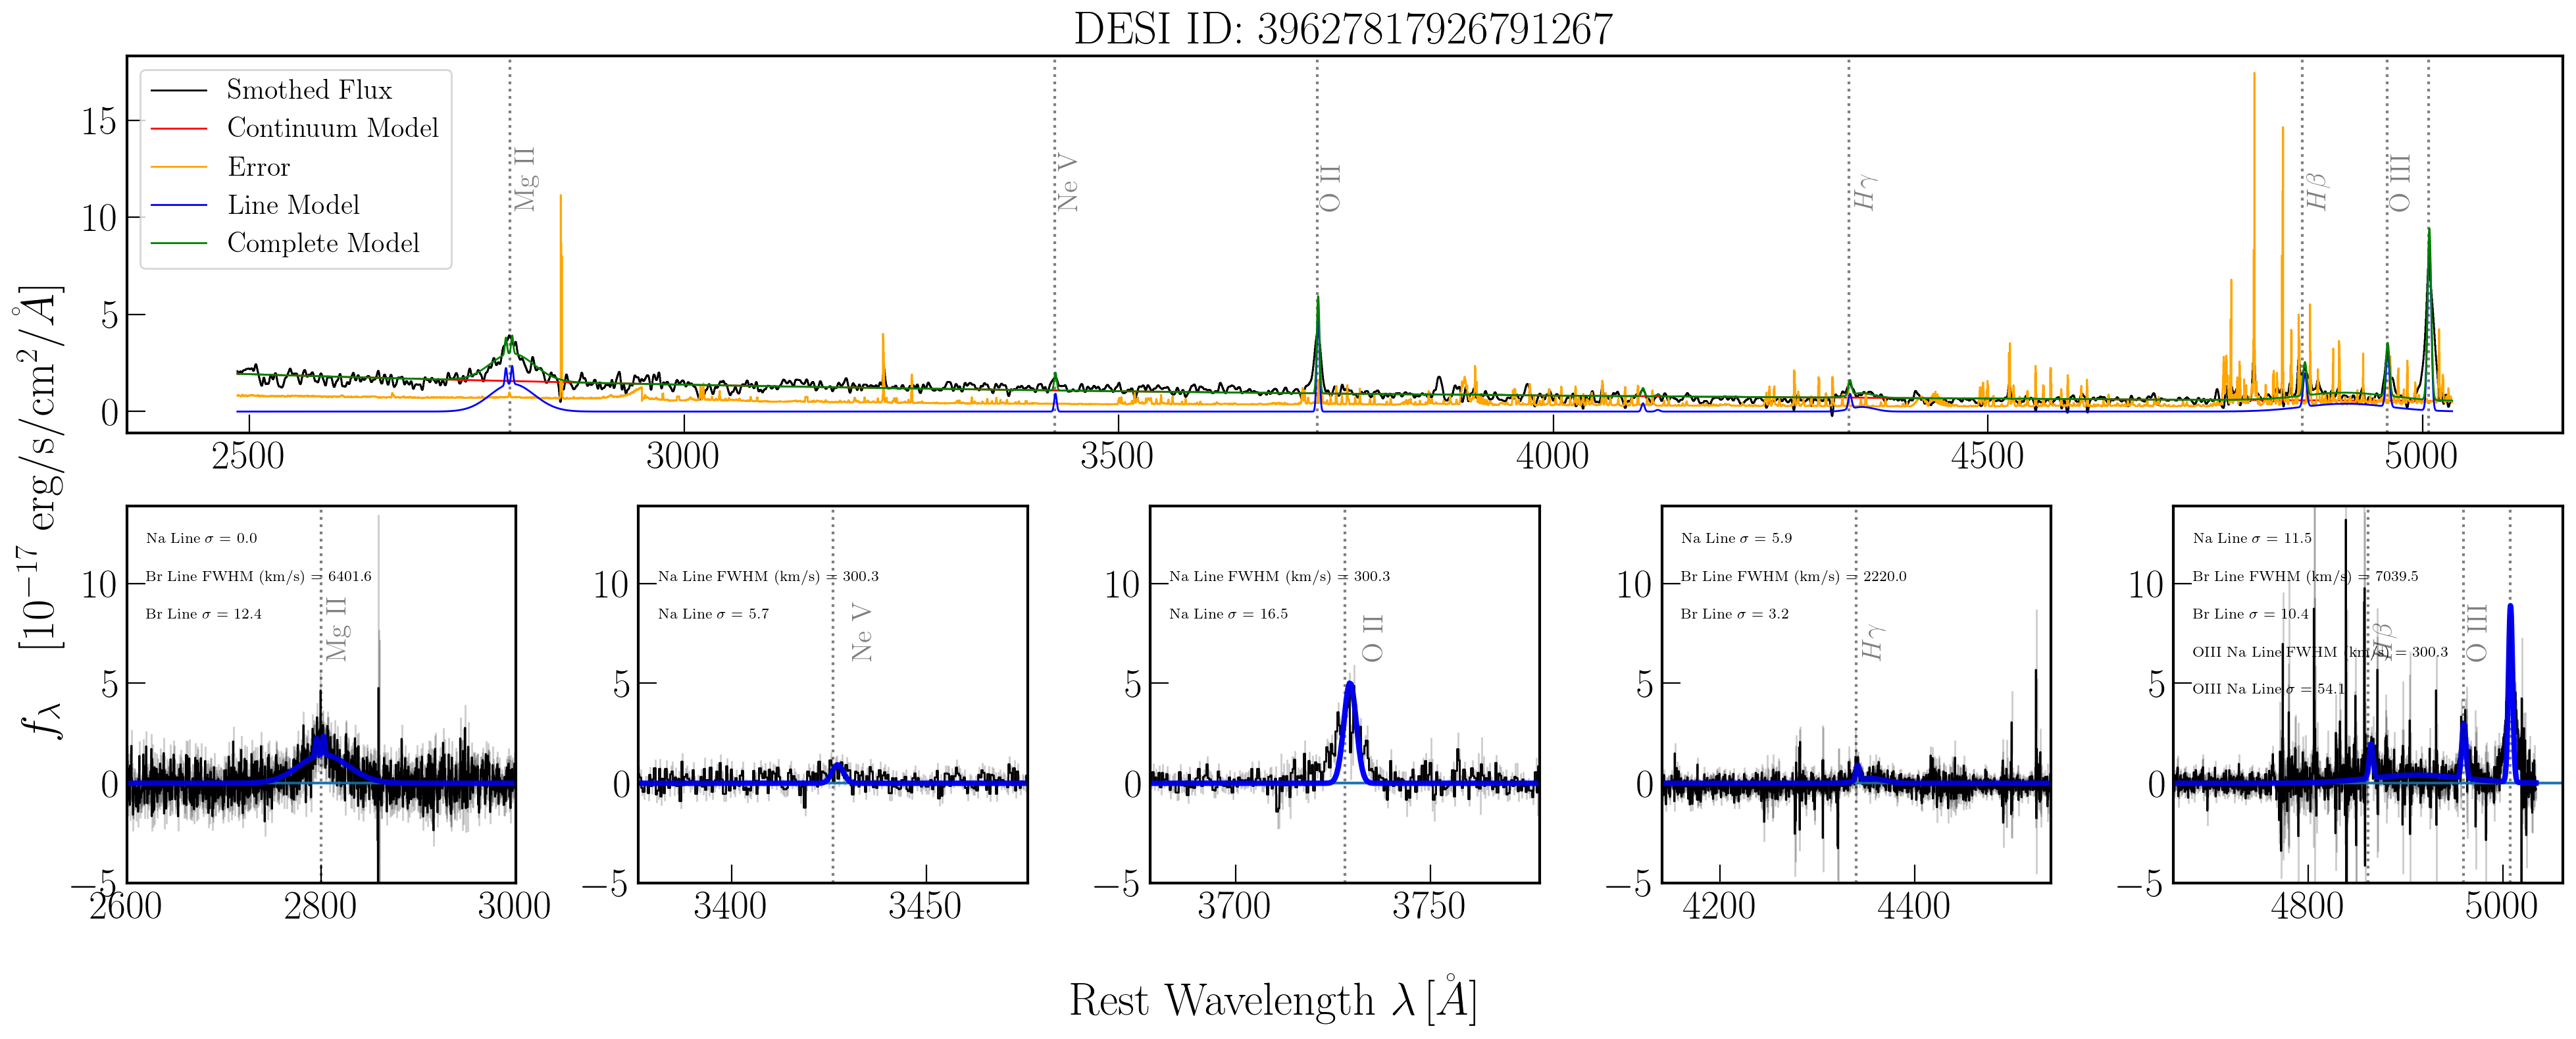 DESI ID: 39627817926791267
Smothed Flux
Continuum Model
Error
Line Model
Complete Model
Mg II
Ne V
O II
Hγ
Hβ
O III
15
10
5
0
2500
3000
3500
4000
4500
5000
fλ [10−17 erg/s/cm2/Å]
Na Line σ = 0.0
Br Line FWHM (km/s) = 6401.6
Br Line σ = 12.4
Mg II
10
5
0
−5
2600
2800
3000
Na Line FWHM (km/s) = 300.3
Na Line σ = 5.7
Ne V
10
5
0
−5
3400
3450
Na Line FWHM (km/s) = 300.3
Na Line σ = 16.5
O II
10
5
0
−5
3700
3750
Na Line σ = 5.9
Br Line FWHM (km/s) = 2220.0
Br Line σ = 3.2
Hγ
10
5
0
−5
4200
4400
Na Line σ = 11.5
Br Line FWHM (km/s) = 7039.5
Br Line σ = 10.4
OIII Na Line FWHM (km/s) = 300.3
OIII Na Line σ = 54.1
Hβ
O III
10
5
0
−5
4800
5000
Rest Wavelength λ [Å]